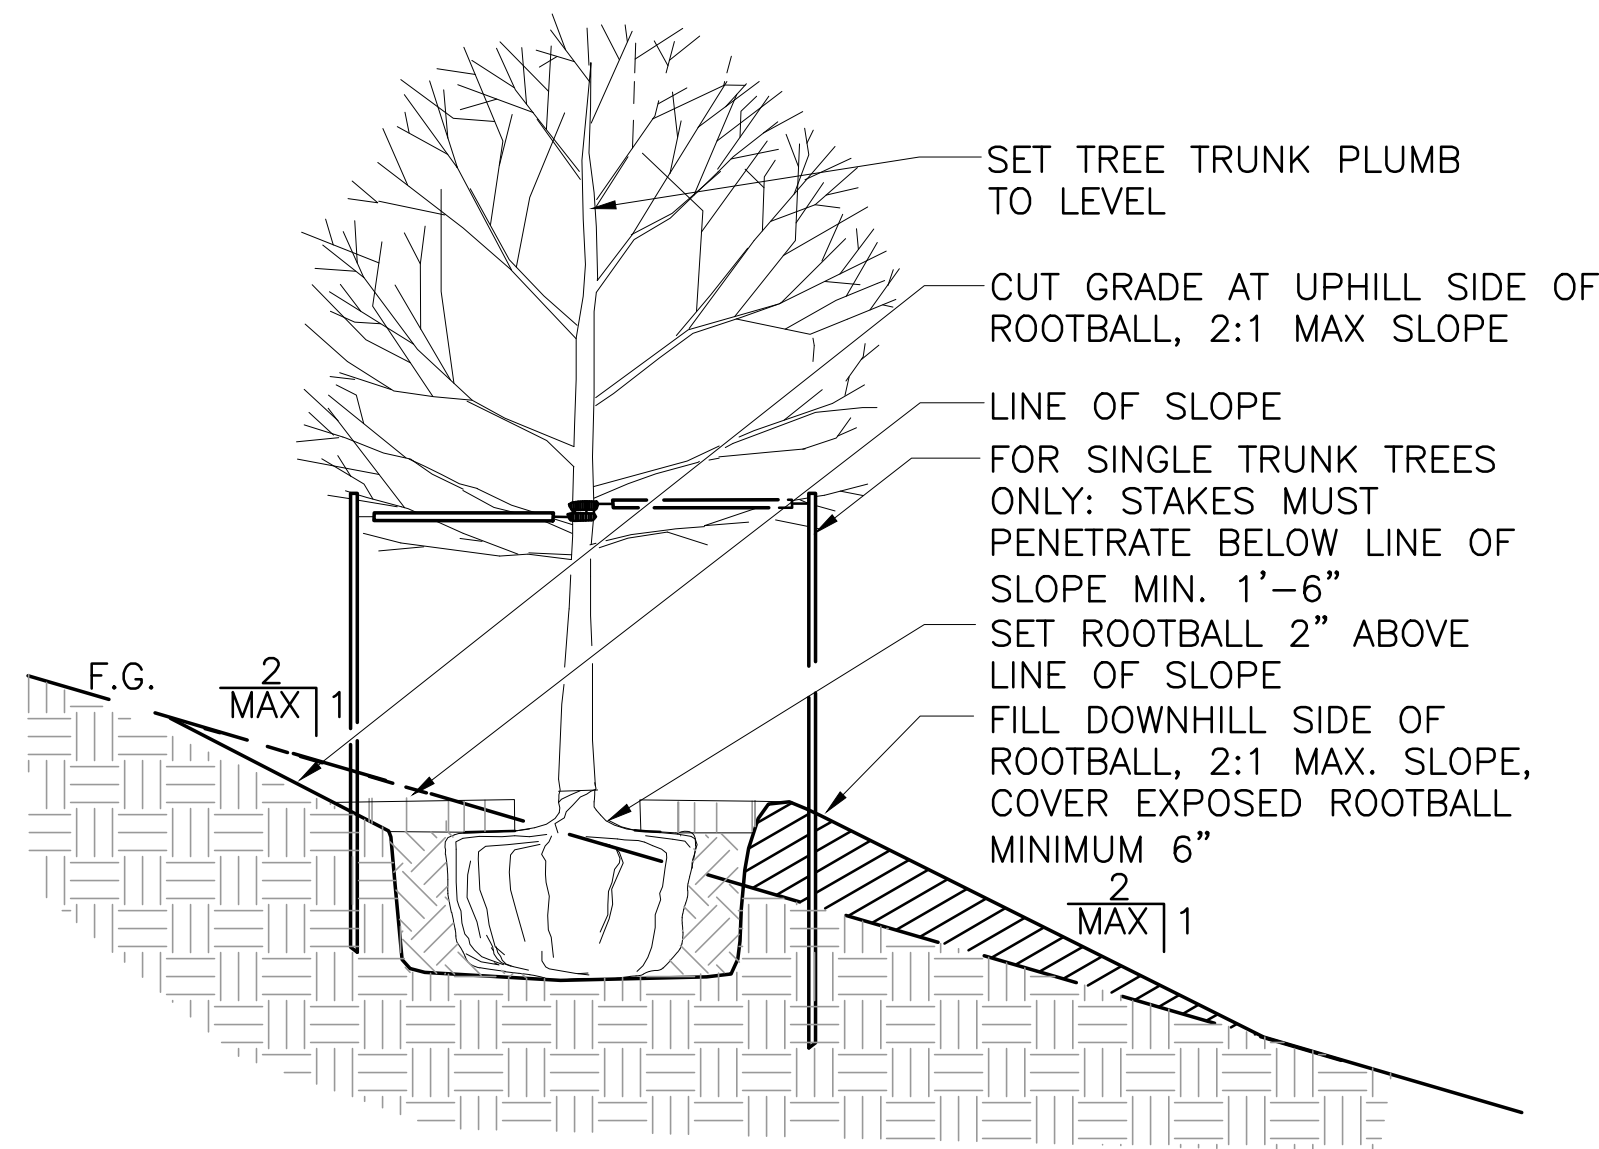 SET TREE TRUNK PLUMB
TO LEVEL
CUT GRADE AT UPHILL SIDE OF
ROOTBALL, 2:1 MAX SLOPE
LINE OF SLOPE
FOR SINGLE TRUNK TREES
ONLY: STAKES MUST
PENETRATE BELOW LINE OF
SLOPE MIN. 1’–6”
SET ROOTBALL 2” ABOVE
LINE OF SLOPE
F.G.
2
MAX 1
FILL DOWNHILL SIDE OF
ROOTBALL, 2:1 MAX. SLOPE,
COVER EXPOSED ROOTBALL
MINIMUM 6”
2
MAX 1